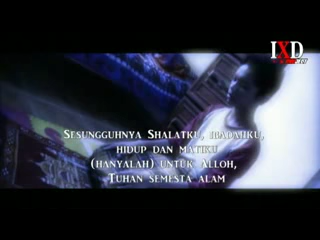 IXD
Sesungguhnya Shalatku, ibadahku,
hidup dan matiku
(hanyalah) untuk Alloh,
Tuhan semesta alam